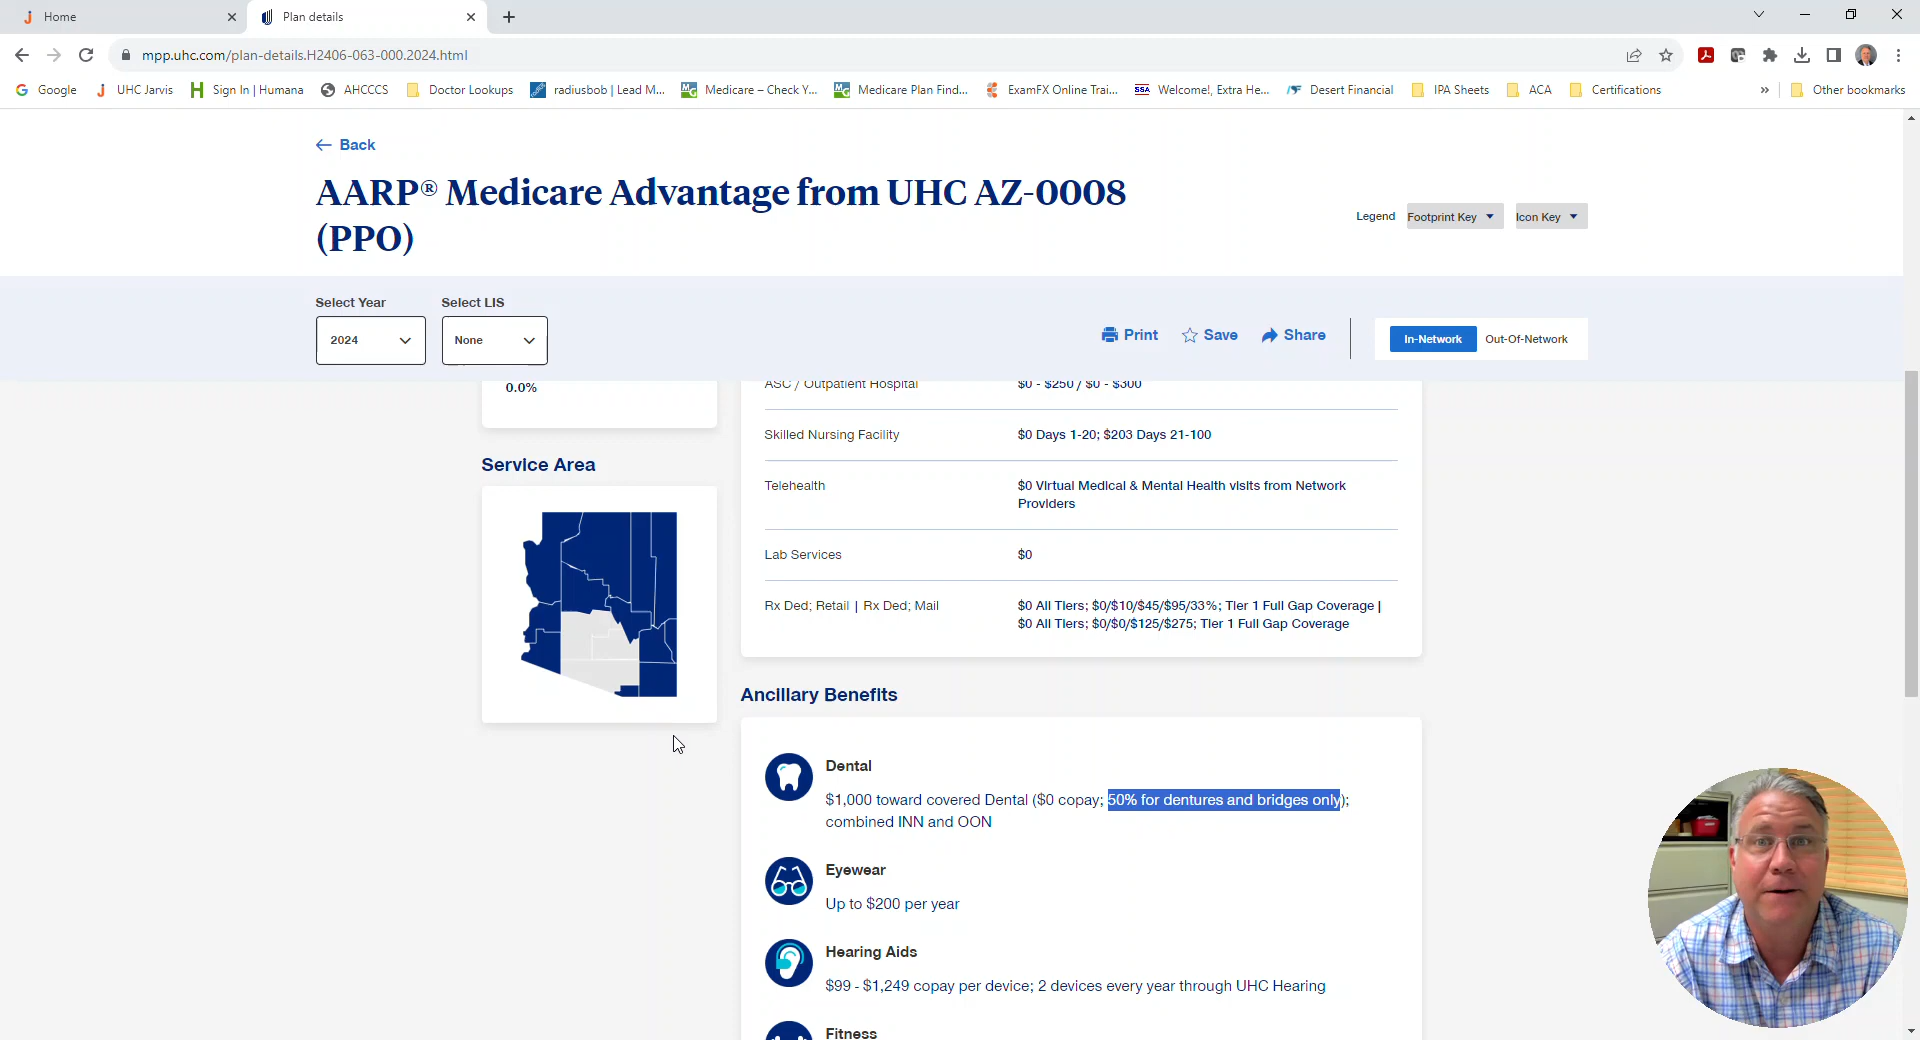 Home
Plan details
mpp.uhc.com/plan-details.H2406-063-000.2024.html
Google
UHC Jarvis
Sign In | Humana
AHCCCS
Doctor Lookups
radiusbob | Lead M...
Medicare – Check Y...
Medicare Plan Find...
ExamFX Online Trai...
SSA
Welcome!, Extra He...
Desert Financial
IPA Sheets
ACA
Certifications
»
Other bookmarks
Back
AARP® Medicare Advantage from UHC AZ-0008
(PPO)
Legend
Footprint Key
Icon Key
Select Year
Select LIS
2024
None
Print
Save
Share
In-Network
Out-Of-Network
0.0%
ASC / Outpatient Hospital
$0 - $250 / $0 - $300
Skilled Nursing Facility
$0 Days 1-20; $203 Days 21-100
Service Area
Telehealth
$0 Virtual Medical & Mental Health visits from Network
Providers
Lab Services
$0
Rx Ded; Retail | Rx Ded; Mail
$0 All Tiers; $0/$10/$45/$95/33%; Tier 1 Full Gap Coverage |
$0 All Tiers; $0/$0/$125/$275; Tier 1 Full Gap Coverage
Ancillary Benefits
Dental
$1,000 toward covered Dental ($0 copay; 50% for dentures and bridges only);
combined INN and OON
Eyewear
Up to $200 per year
Hearing Aids
$99 - $1,249 copay per device; 2 devices every year through UHC Hearing
Fitness